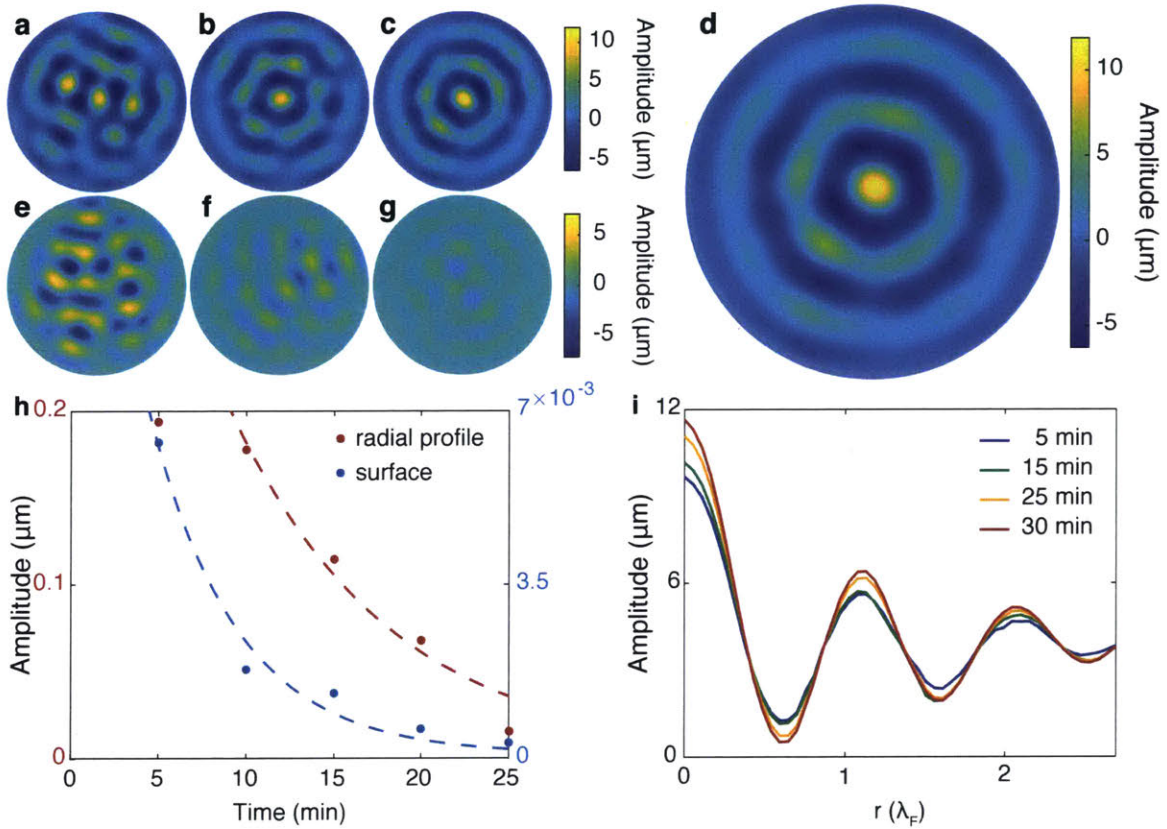 a
b
c
10
5
0
-5
Amplitude (μm)
d
10
5
0
-5
Amplitude (μm)
e
f
g
5
0
-5
Amplitude (μm)
h
0.2
0.1
0
7×10⁻³
3.5
0
radial profile
surface
Amplitude (μm)
0 5 10 15 20 25
Time (min)
i
12
6
0
5 min
15 min
25 min
30 min
Amplitude (μm)
0 1 2
r (λF)